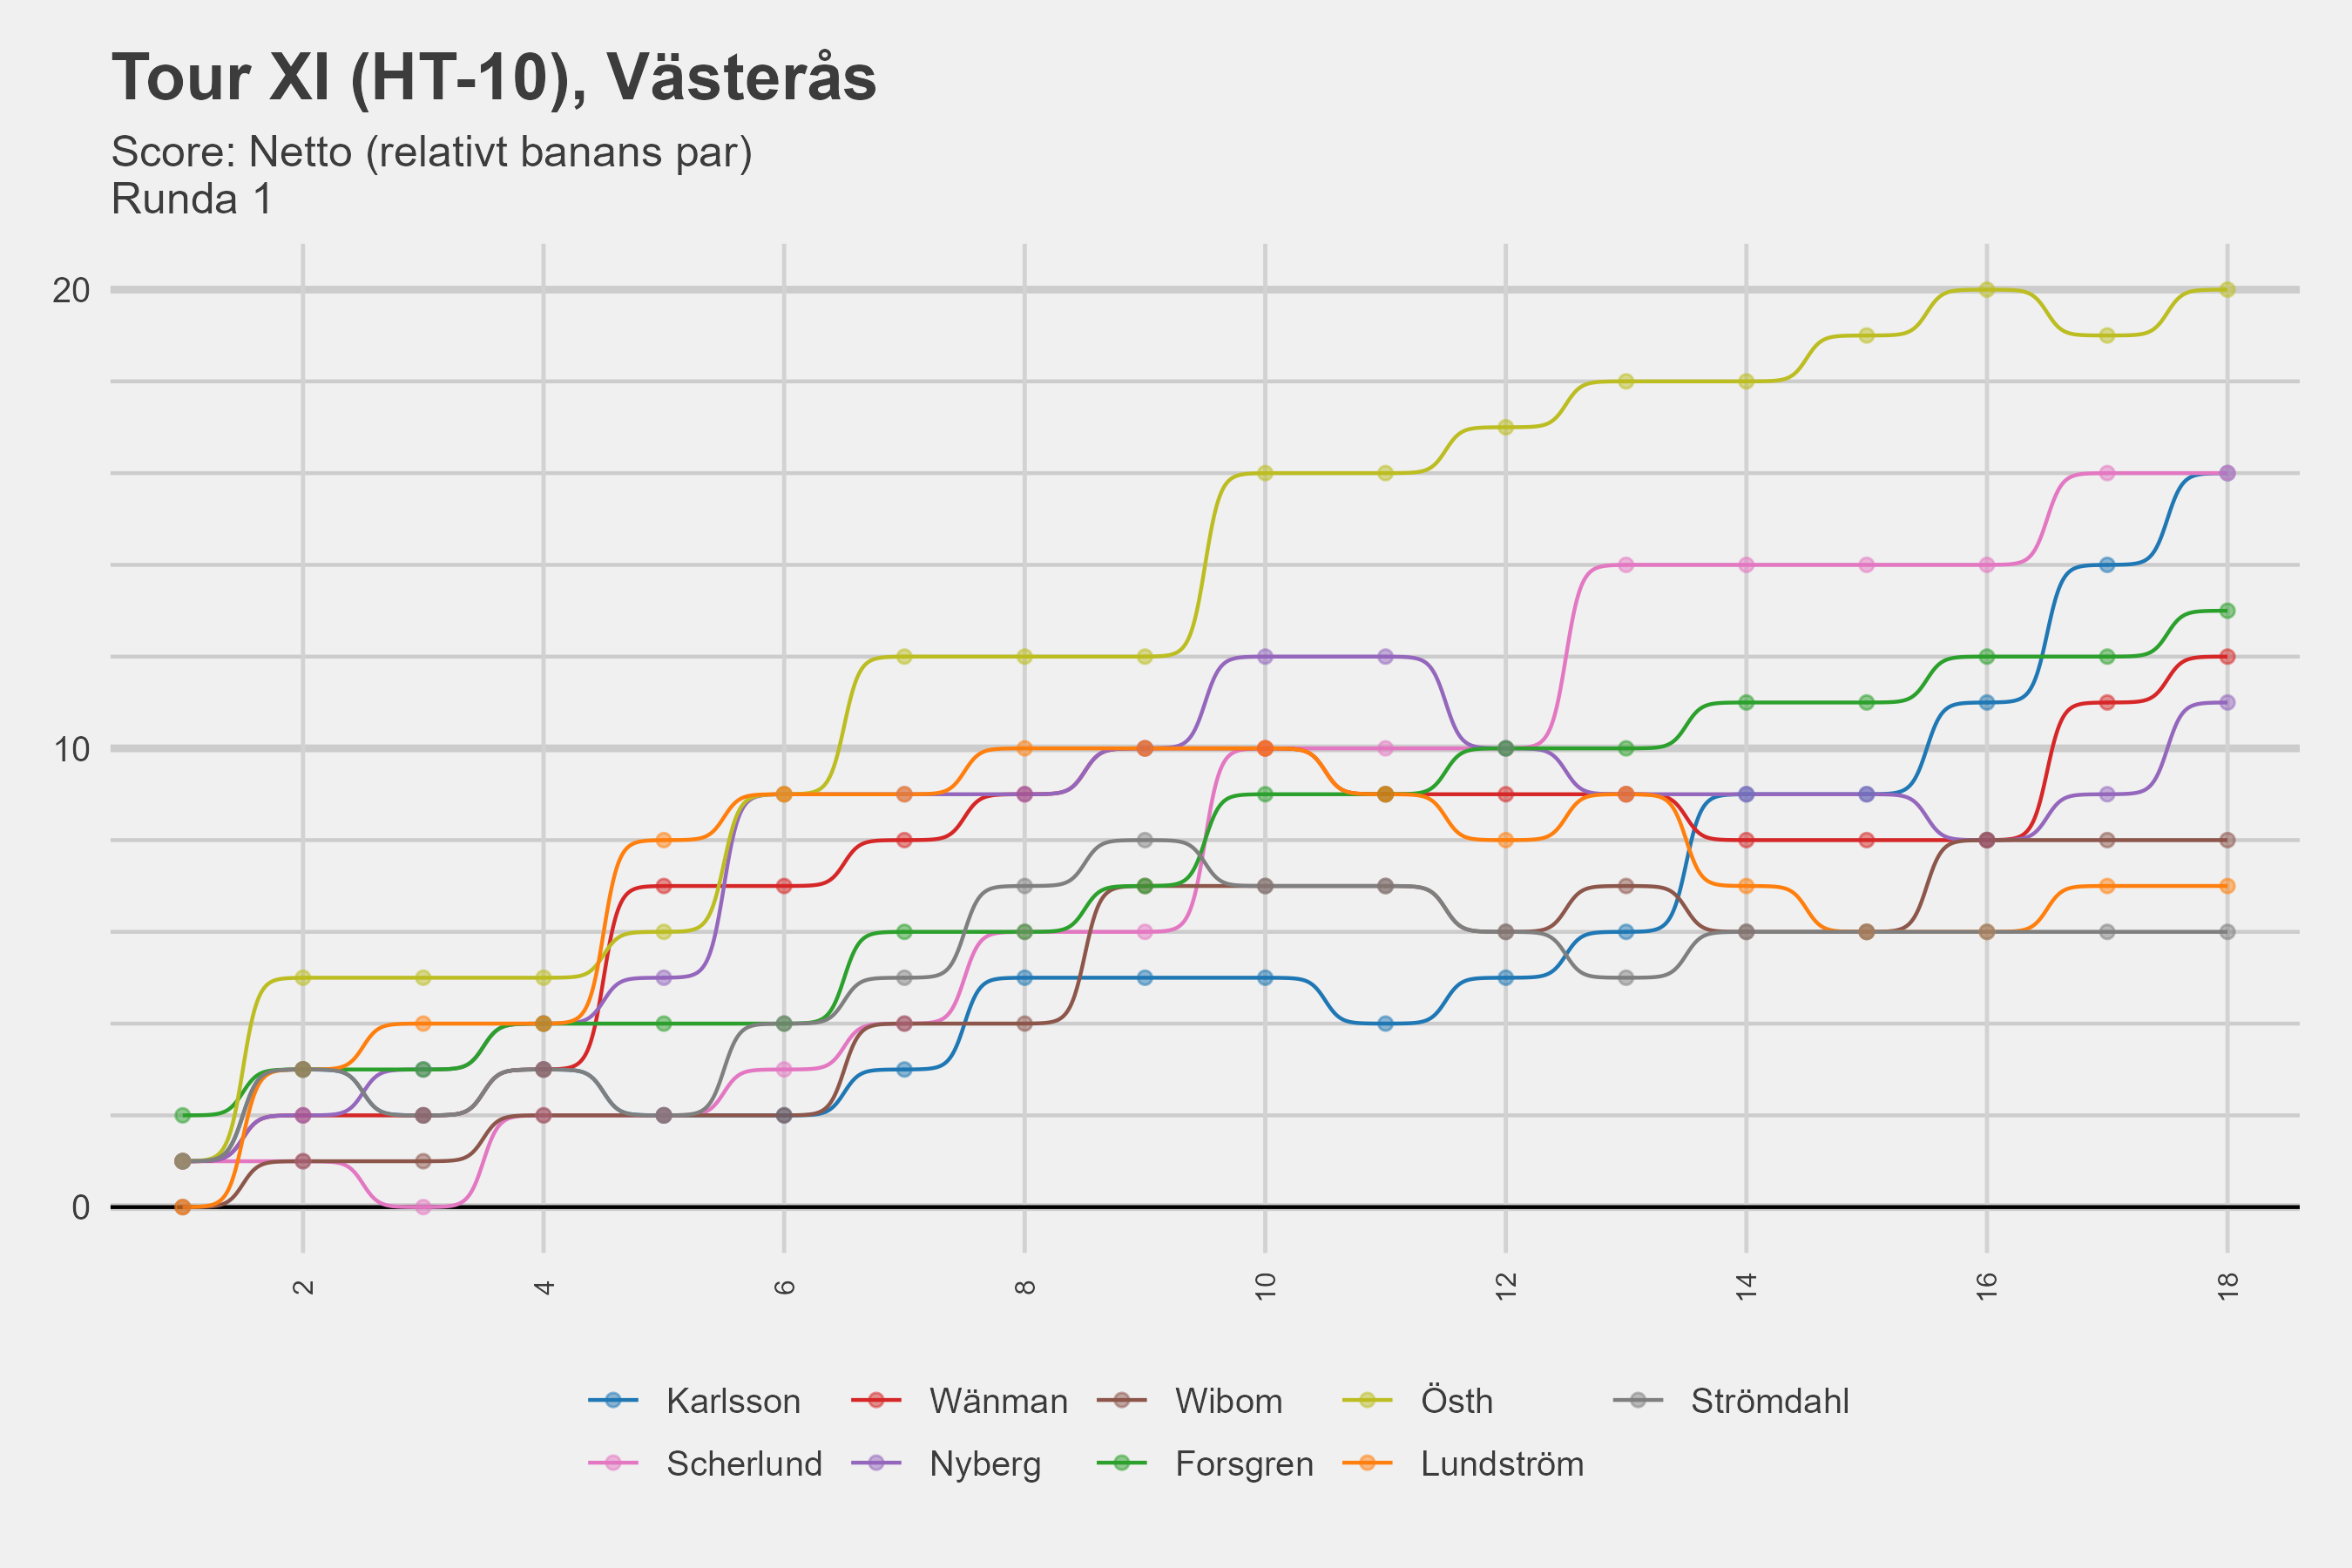 Tour XI (HT-10), Västerås
Score: Netto (relativt banans par)
Runda 1
20
10
0
2 4 6 8 10 12 14 16 18
Karlsson Wänman Wibom Östh Strömdahl
Scherlund Nyberg Forsgren Lundström